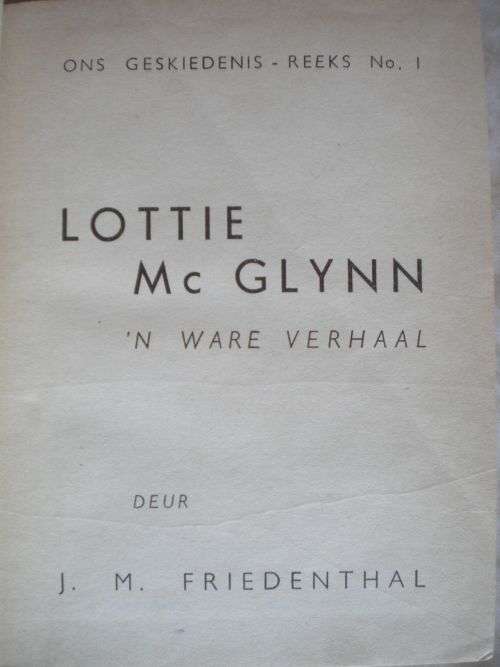 ONS GESKIEDENIS - REEKS No. 1
LOTTIE
Mc GLYNN
'N WARE VERHAAL
DEUR
J. M. FRIEDENTHAL